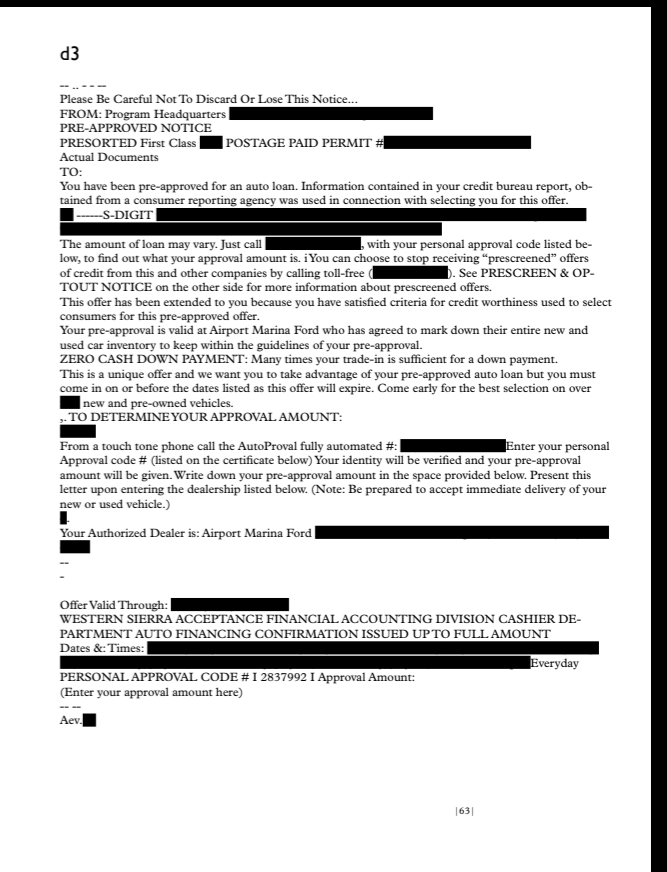 d3
-- .. - - --
Please Be Careful Not To Discard Or Lose This Notice...
FROM: Program Headquarters
PRE-APPROVED NOTICE
PRESORTED First Class POSTAGE PAID PERMIT #
Actual Documents
TO:
You have been pre-approved for an auto loan. Information contained in your credit bureau report, ob-
tained from a consumer reporting agency was used in connection with selecting you for this offer.
------S-DIGIT
The amount of loan may vary. Just call , with your personal approval code listed be-
low, to find out what your approval amount is. iYou can choose to stop receiving “prescreened” offers
of credit from this and other companies by calling toll-free ( ). See PRESCREEN & OP-
TOUT NOTICE on the other side for more information about prescreened offers.
This offer has been extended to you because you have satisfied criteria for credit worthiness used to select
consumers for this pre-approved offer.
Your pre-approval is valid at Airport Marina Ford who has agreed to mark down their entire new and
used car inventory to keep within the guidelines of your pre-approval.
ZERO CASH DOWN PAYMENT: Many times your trade-in is sufficient for a down payment.
This is a unique offer and we want you to take advantage of your pre-approved auto loan but you must
come in on or before the dates listed as this offer will expire. Come early for the best selection on over
new and pre-owned vehicles.
,. TO DETERMINE YOUR APPROVAL AMOUNT:
From a touch tone phone call the AutoProval fully automated #: Enter your personal
Approval code # (listed on the certificate below) Your identity will be verified and your pre-approval
amount will be given. Write down your pre-approval amount in the space provided below. Present this
letter upon entering the dealership listed below. (Note: Be prepared to accept immediate delivery of your
new or used vehicle.)
.
Your Authorized Dealer is: Airport Marina Ford
--
-
Offer Valid Through:
WESTERN SIERRA ACCEPTANCE FINANCIAL ACCOUNTING DIVISION CASHIER DE-
PARTMENT AUTO FINANCING CONFIRMATION ISSUED UP TO FULL AMOUNT
Dates &: Times:
Everyday
PERSONAL APPROVAL CODE # I 2837992 I Approval Amount:
(Enter your approval amount here)
-- --
Aev.
|63|